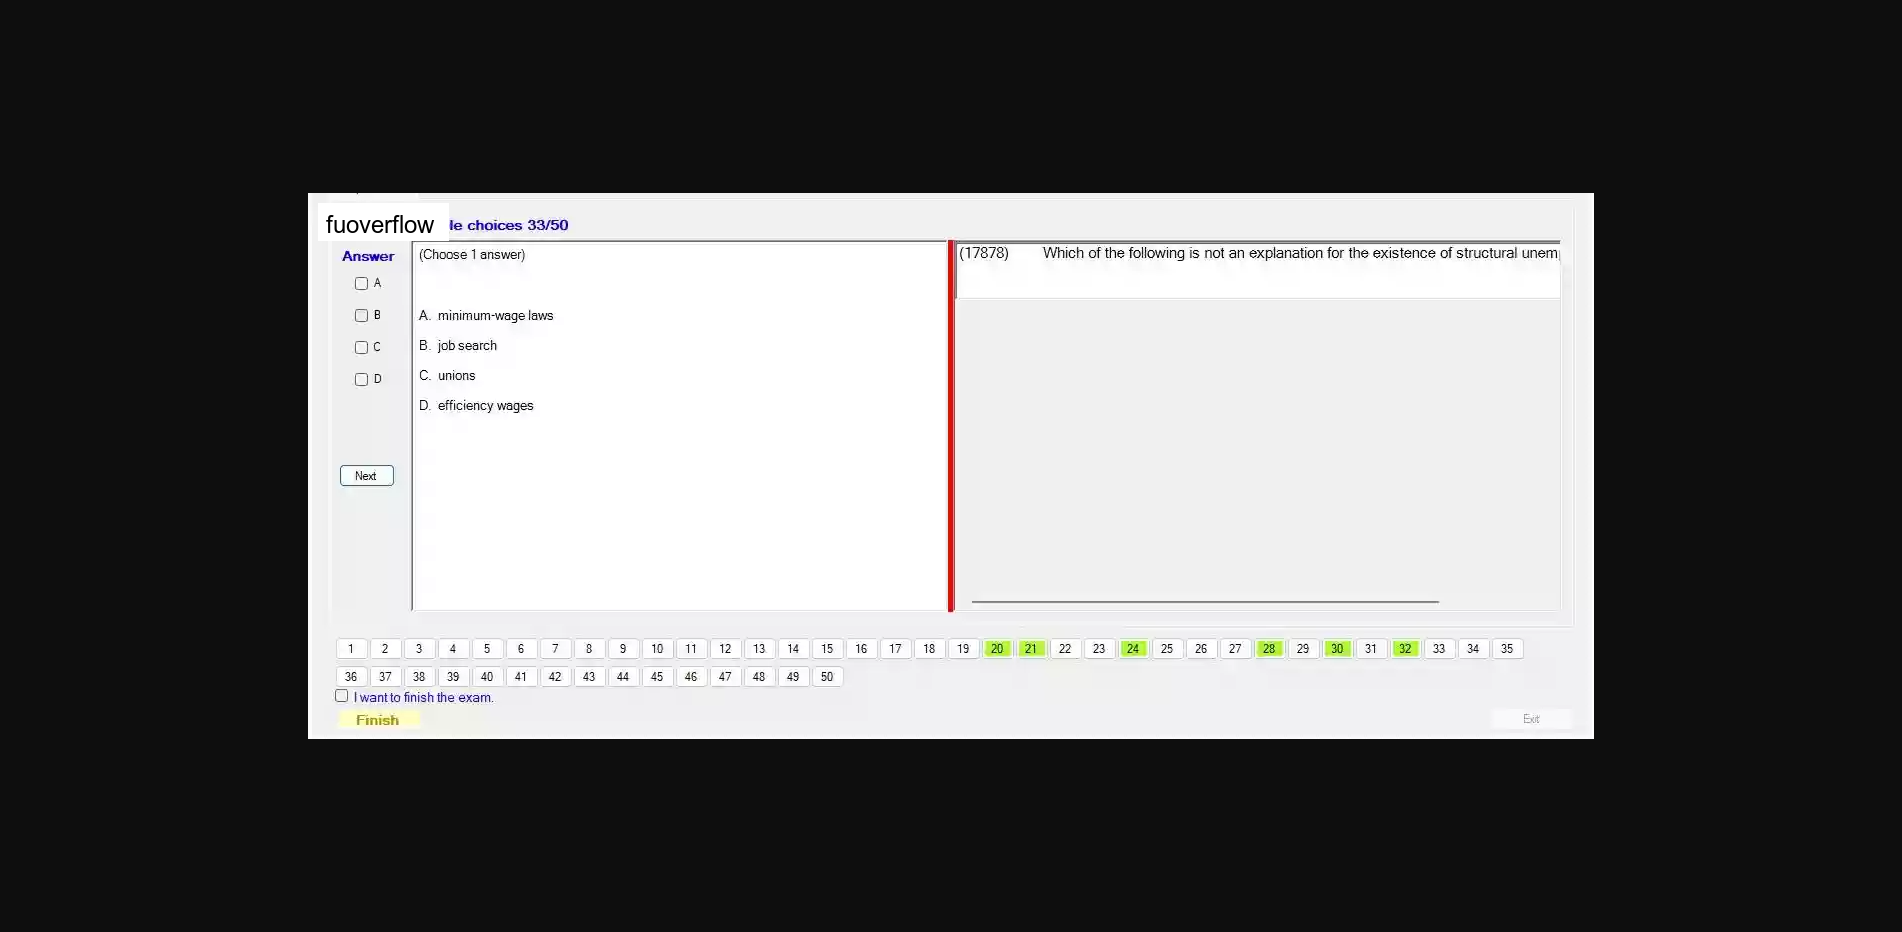 fuoverflow
le choices 33/50
Answer
(Choose 1 answer)
(17878) Which of the following is not an explanation for the existence of structural unem
A
B
C
D
A. minimum-wage laws
B. job search
C. unions
D. efficiency wages
Next
1 2 3 4 5 6 7 8 9 10 11 12 13 14 15 16 17 18 19 20 21 22 23 24 25 26 27 28 29 30 31 32 33 34 35
36 37 38 39 40 41 42 43 44 45 46 47 48 49 50
I want to finish the exam.
Finish
Exit